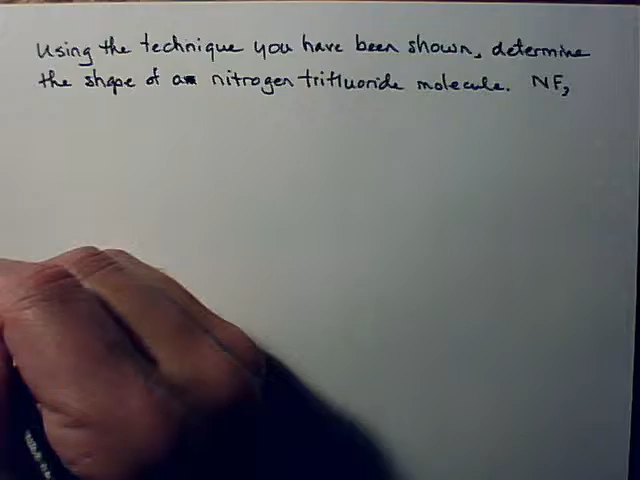 Using the technique you have been shown, determine
the shape of a nitrogen trifluoride molecule. NF₃